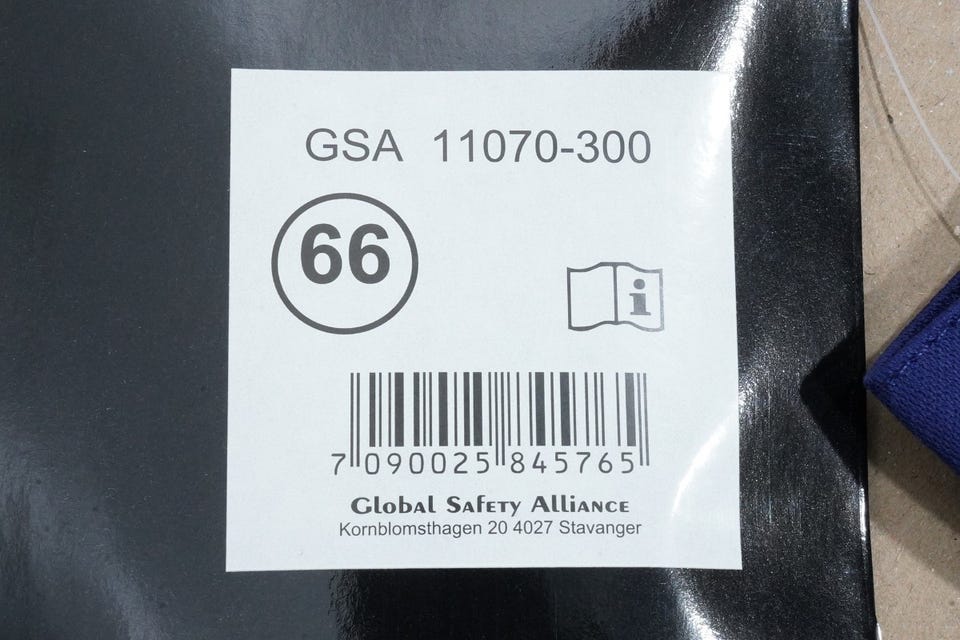 GSA 11070-300
66
i
7 090025 845765
Global Safety Alliance
Kornblomsthagen 20 4027 Stavanger